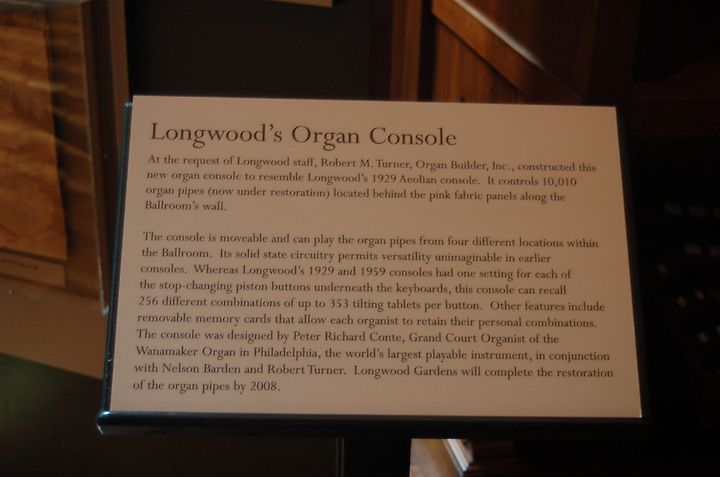 Longwood's Organ Console
At the request of Longwood staff, Robert M. Turner, Organ Builder, Inc., constructed this
new organ console to resemble Longwood's 1929 Aeolian console. It controls 10,010
organ pipes (now under restoration) located behind the pink fabric panels along the
Ballroom's wall.
The console is moveable and can play the organ pipes from four different locations within
the Ballroom. Its solid state circuitry permits versatility unimaginable in earlier
consoles. Whereas Longwood's 1929 and 1959 consoles had one setting for each of
the stop-changing piston buttons underneath the keyboards, this console can recall
256 different combinations of up to 353 tilting tablets per button. Other features include
removable memory cards that allow each organist to retain their personal combinations.
The console was designed by Peter Richard Conte, Grand Court Organist of the
Wanamaker Organ in Philadelphia, the world's largest playable instrument, in conjunction
with Nelson Barden and Robert Turner. Longwood Gardens will complete the restoration
of the organ pipes by 2008.